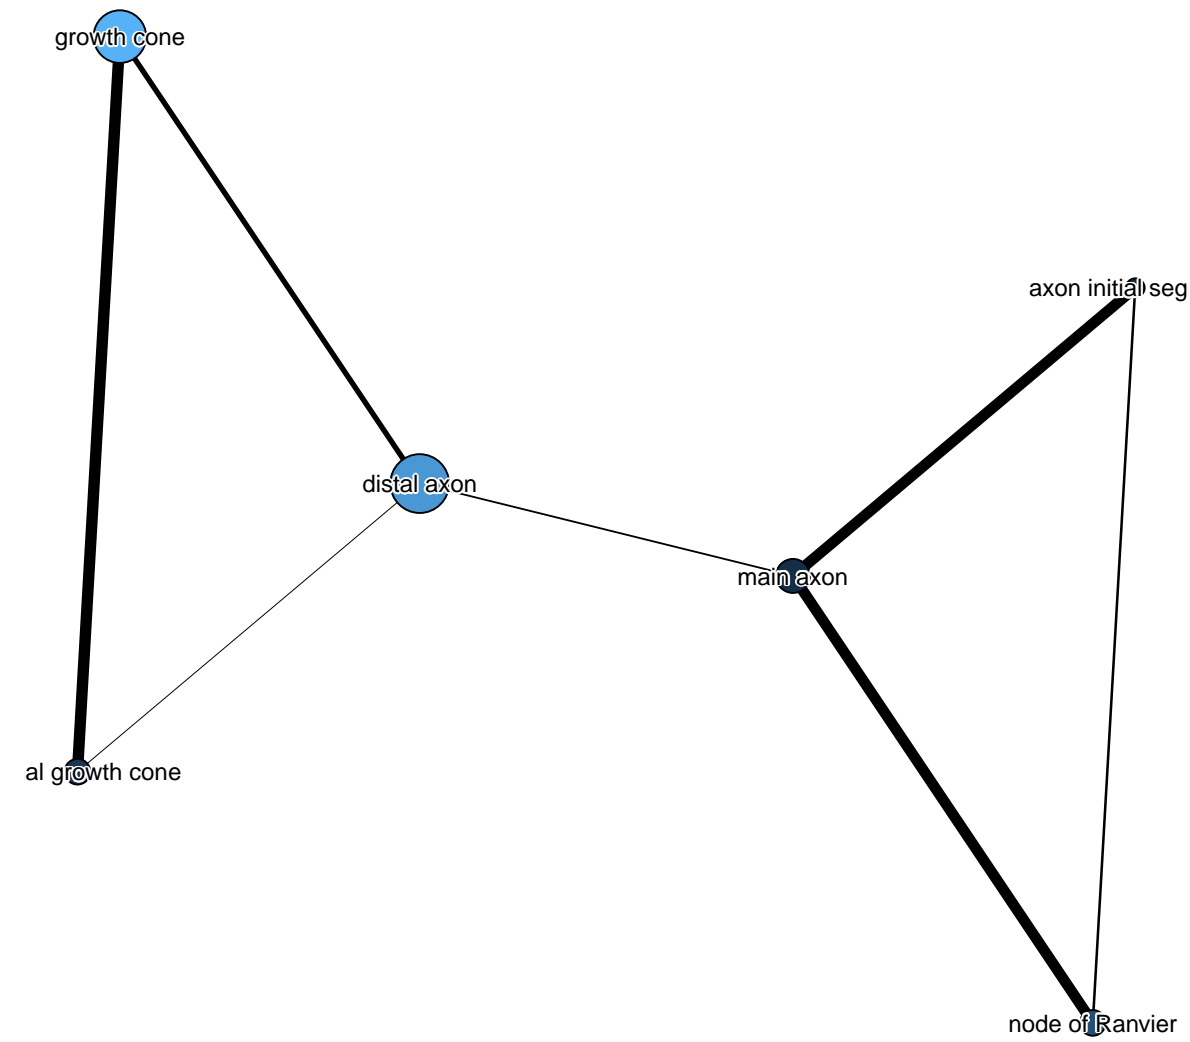 growth cone
axon initial seg
distal axon
main axon
al growth cone
node of Ranvier